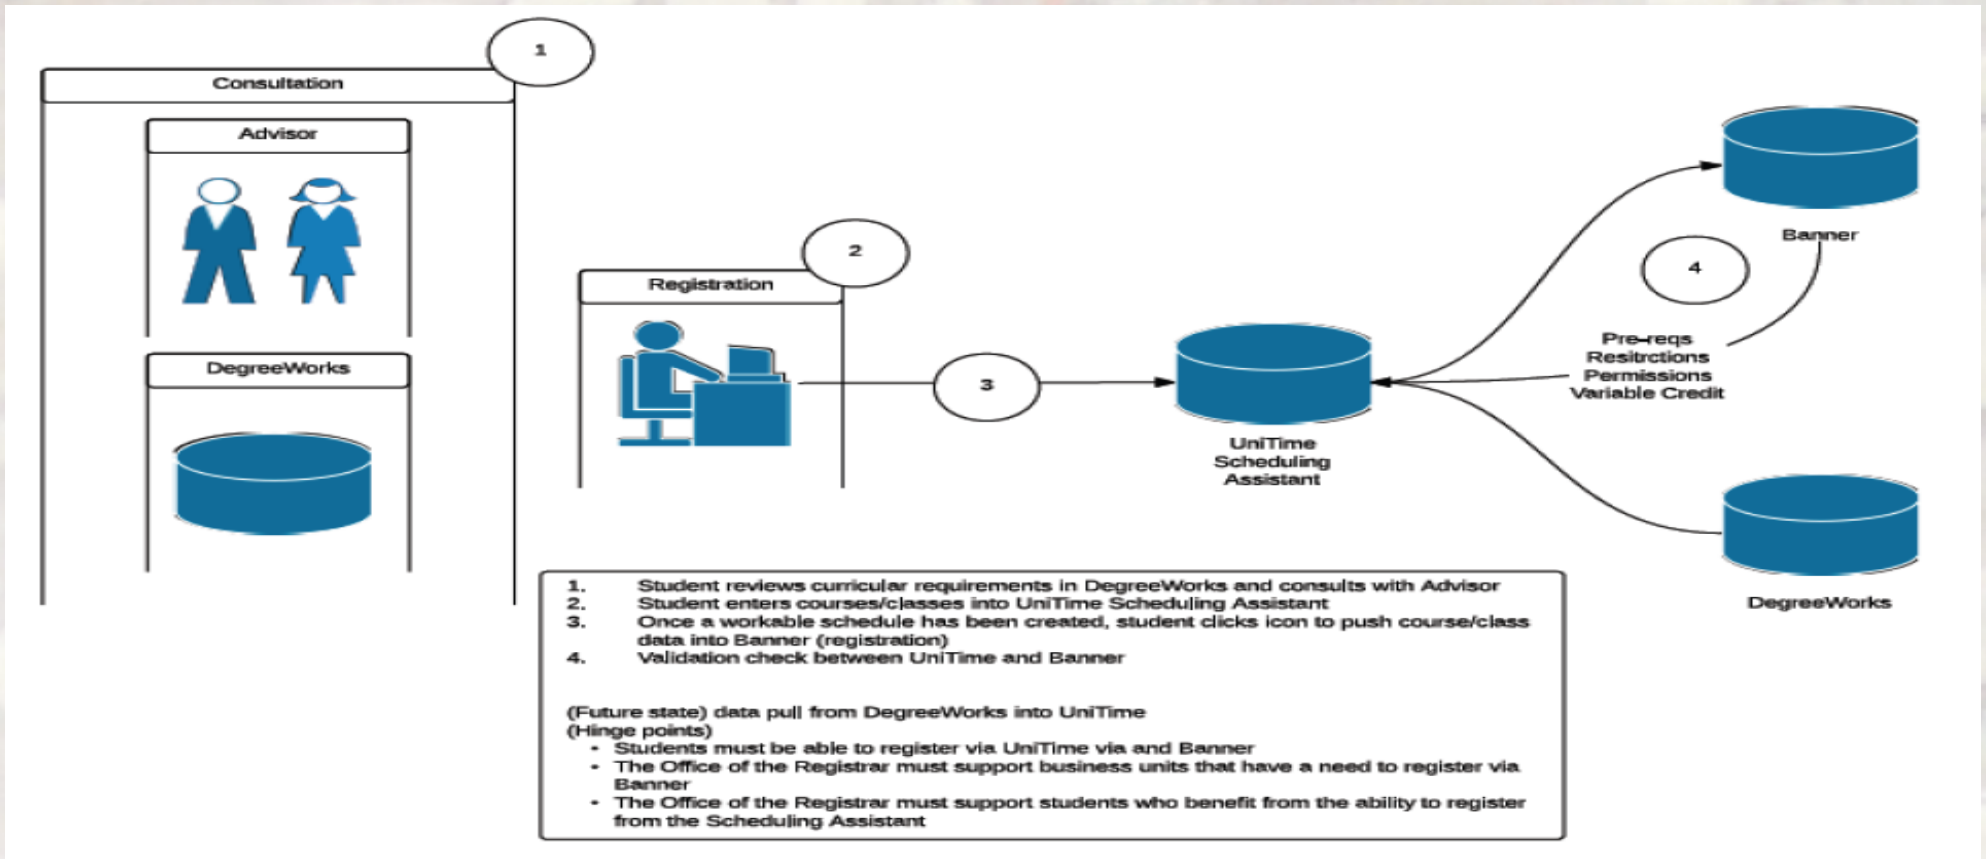 1
Consultation
Advisor
DegreeWorks
2
Registration
3
UniTime
Scheduling
Assistant
Banner
4
Pre-reqs
Resitrctions
Permissions
Variable Credit
DegreeWorks
1. Student reviews curricular requirements in DegreeWorks and consults with Advisor
2. Student enters courses/classes into UniTime Scheduling Assistant
3. Once a workable schedule has been created, student clicks icon to push course/class
data into Banner (registration)
4. Validation check between UniTime and Banner
(Future state) data pull from DegreeWorks into UniTime
(Hinge points)
• Students must be able to register via UniTime via and Banner
• The Office of the Registrar must support business units that have a need to register via
Banner
• The Office of the Registrar must support students who benefit from the ability to register
from the Scheduling Assistant